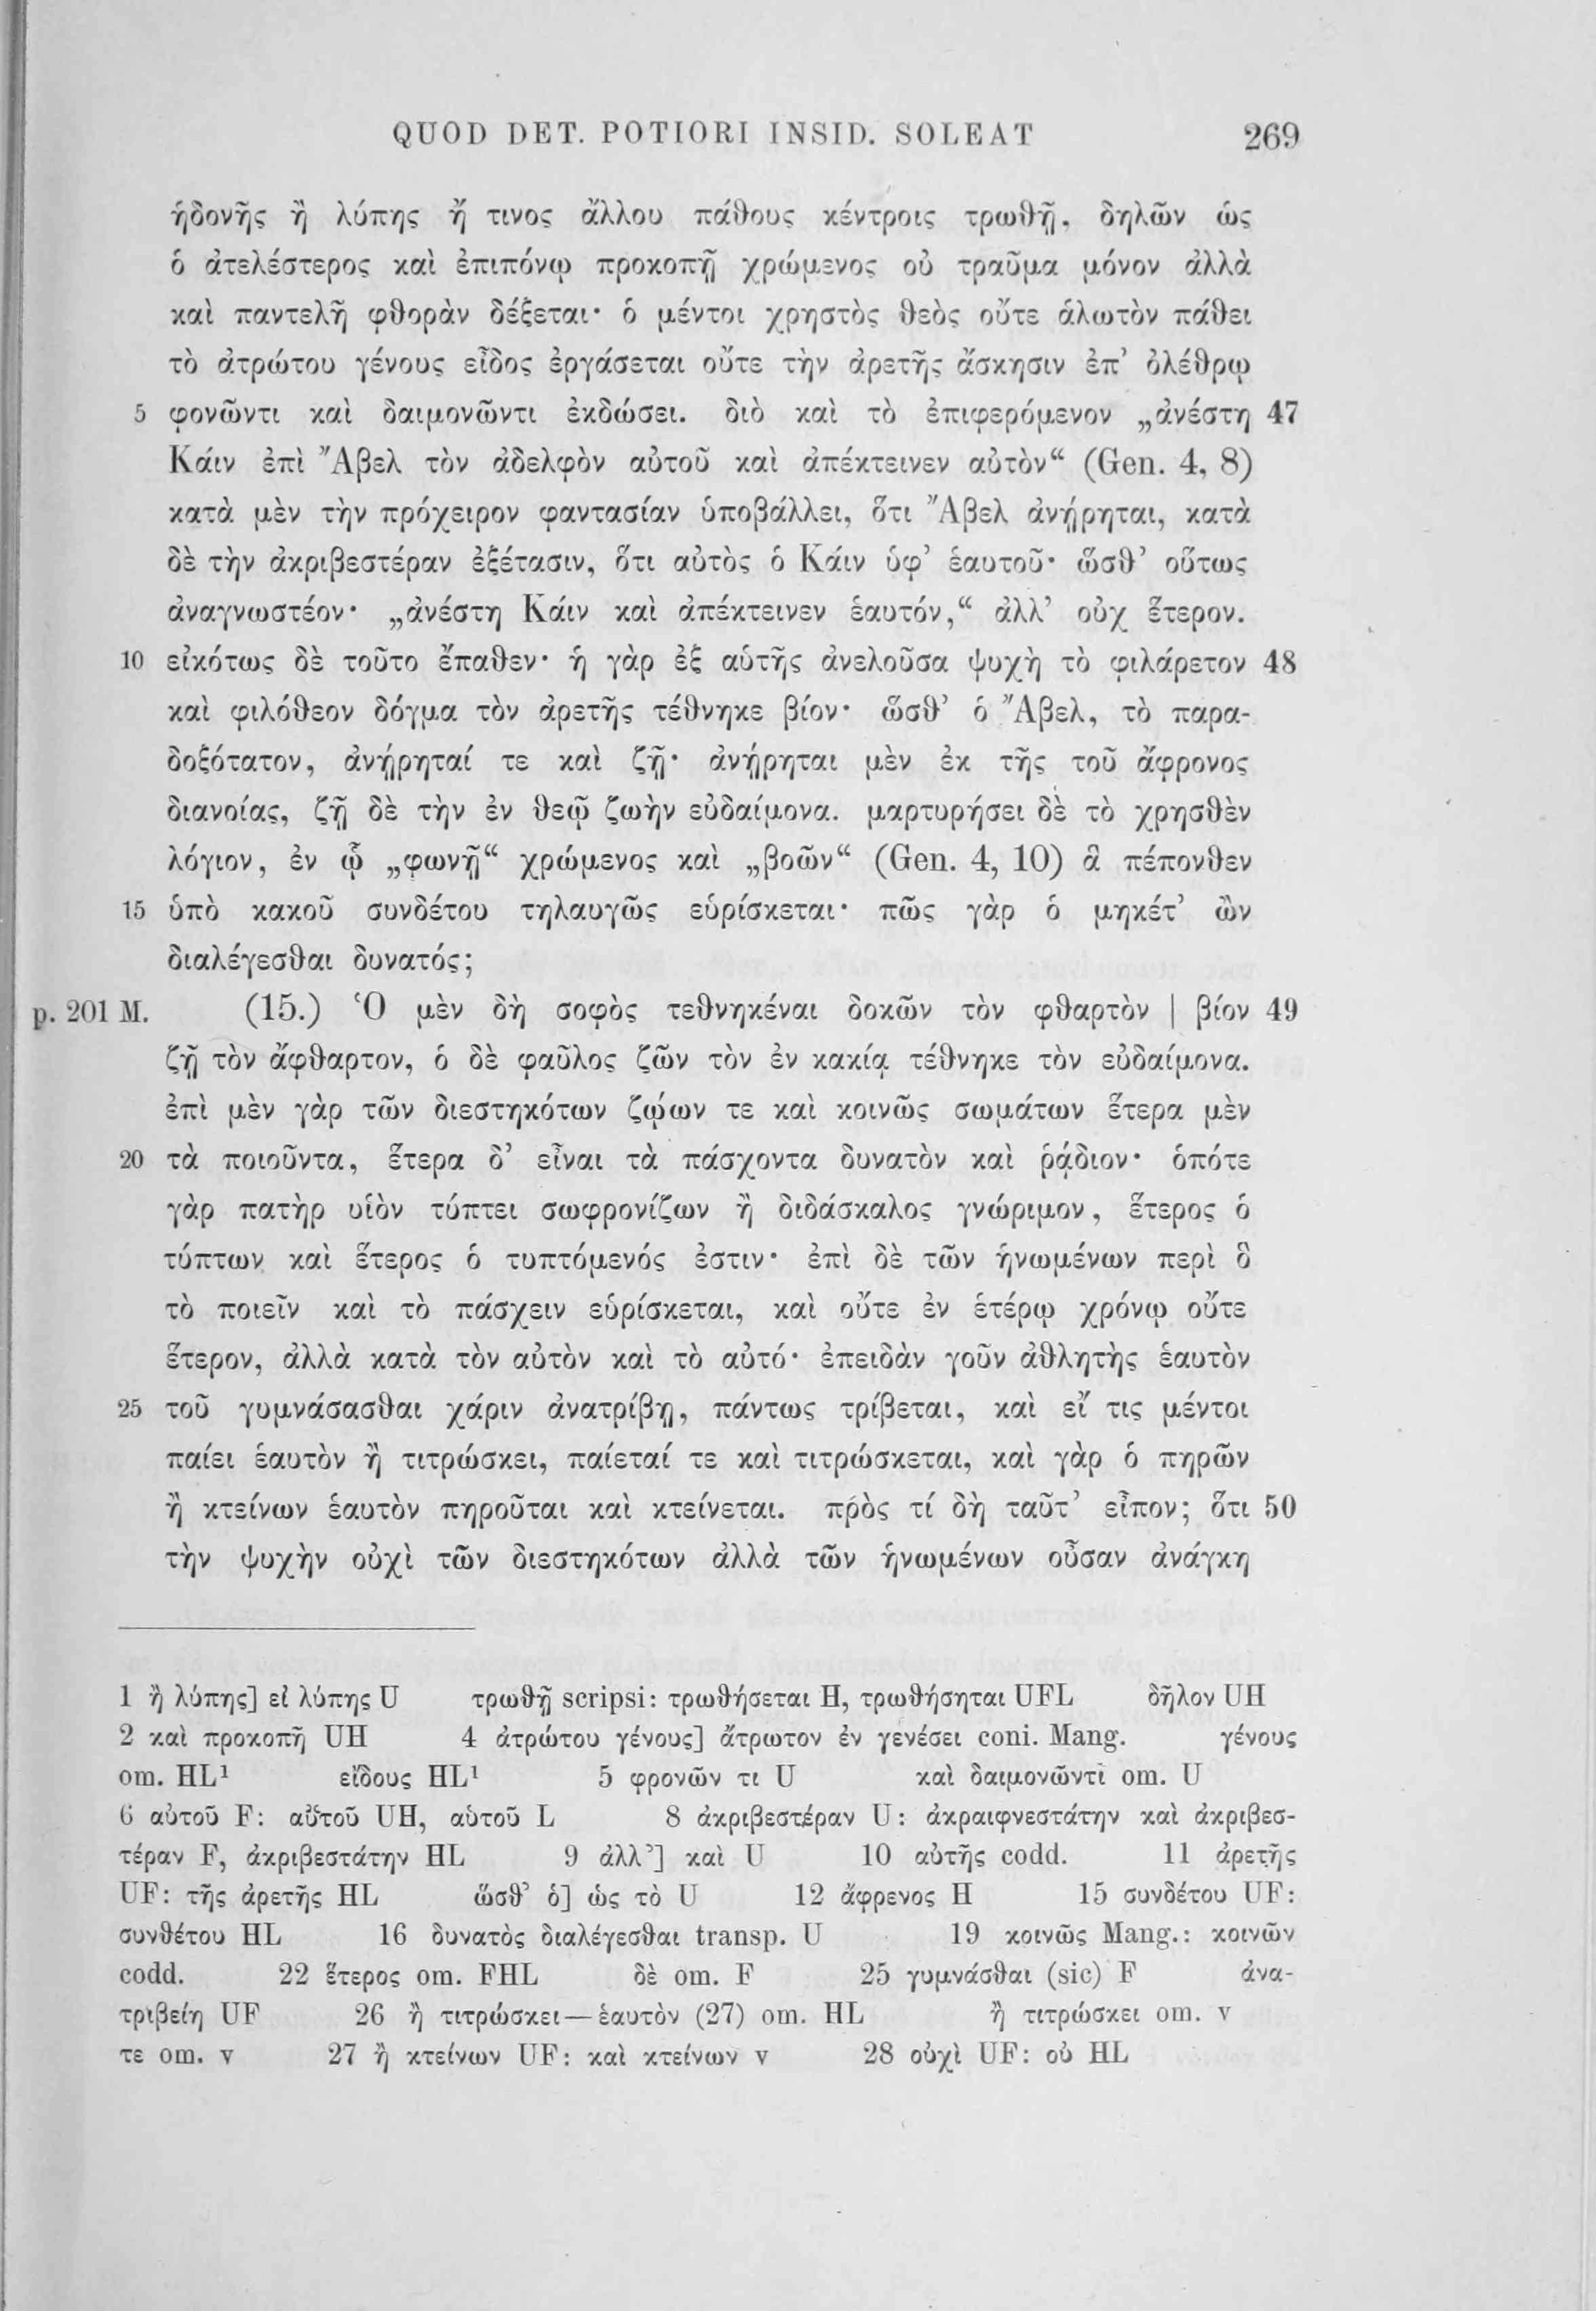 QUOD DET. POTIORI INSID. SOLEAT 269
ἡδονῆς ἢ λύπης ἤ τινος ἄλλου πάθους κέντροις τρωθῇ, δηλῶν ὡς
ὁ ἀτελέστερος καὶ ἐπιπόνῳ προκοπῇ χρώμενος οὐ τραῦμα μόνον ἀλλὰ
καὶ παντελῆ φθορὰν δέξεται· ὁ μέντοι χρηστὸς θεὸς οὔτε ἁλωτὸν πάθει
τὸ ἀτρώτου γένους εἶδος ἐργάσεται οὔτε τὴν ἀρετῆς ἄσκησιν ἐπ’ ὀλέθρῳ
5 φονῶντι καὶ δαιμονῶντι ἐκδώσει. διὸ καὶ τὸ ἐπιφερόμενον „ἀνέστη 47
Κάιν ἐπὶ Ἄβελ τὸν ἀδελφὸν αὐτοῦ καὶ ἀπέκτεινεν αὐτὸν“ (Gen. 4, 8)
κατὰ μὲν τὴν πρόχειρον φαντασίαν ὑποβάλλει, ὅτι Ἄβελ ἀνῄρηται, κατὰ
δὲ τὴν ἀκριβεστέραν ἐξέτασιν, ὅτι αὐτὸς ὁ Κάιν ὑφ’ ἑαυτοῦ· ὥσθ’ οὕτως
ἀναγνωστέον· „ἀνέστη Κάιν καὶ ἀπέκτεινεν ἑαυτόν,“ ἀλλ’ οὐχ ἕτερον.
10 εἰκότως δὲ τοῦτο ἔπαθεν· ἡ γὰρ ἐξ αὑτῆς ἀνελοῦσα ψυχὴ τὸ φιλάρετον 48
καὶ φιλόθεον δόγμα τὸν ἀρετῆς τέθνηκε βίον· ὥσθ’ ὁ Ἄβελ, τὸ παρα-
δοξότατον, ἀνῄρηταί τε καὶ ζῇ· ἀνῄρηται μὲν ἐκ τῆς τοῦ ἄφρονος
διανοίας, ζῇ δὲ τὴν ἐν θεῷ ζωὴν εὐδαίμονα. μαρτυρήσει δὲ τὸ χρησθὲν
λόγιον, ἐν ᾧ „φωνῇ“ χρώμενος καὶ „βοῶν“ (Gen. 4, 10) ἃ πέπονθεν
15 ὑπὸ κακοῦ συνδέτου τηλαυγῶς εὑρίσκεται· πῶς γὰρ ὁ μηκέτ’ ὢν
διαλέγεσθαι δυνατός;
p. 201 M. (15.) Ὁ μὲν δὴ σοφὸς τεθνηκέναι δοκῶν τὸν φθαρτὸν | βίον 49
ζῇ τὸν ἄφθαρτον, ὁ δὲ φαῦλος ζῶν τὸν ἐν κακίᾳ τέθνηκε τὸν εὐδαίμονα.
ἐπὶ μὲν γὰρ τῶν διεστηκότων ζῴων τε καὶ κοινῶς σωμάτων ἕτερα μὲν
20 τὰ ποιοῦντα, ἕτερα δ’ εἶναι τὰ πάσχοντα δυνατὸν καὶ ῥᾴδιον· ὁπότε
γὰρ πατὴρ υἱὸν τύπτει σωφρονίζων ἢ διδάσκαλος γνώριμον, ἕτερος ὁ
τύπτων καὶ ἕτερος ὁ τυπτόμενός ἐστιν· ἐπὶ δὲ τῶν ἡνωμένων περὶ ὃ
τὸ ποιεῖν καὶ τὸ πάσχειν εὑρίσκεται, καὶ οὔτε ἐν ἑτέρῳ χρόνῳ οὔτε
ἕτερον, ἀλλὰ κατὰ τὸν αὐτὸν καὶ τὸ αὐτό· ἐπειδὰν γοῦν ἀθλητὴς ἑαυτὸν
25 τοῦ γυμνάσασθαι χάριν ἀνατρίβῃ, πάντως τρίβεται, καὶ εἴ τις μέντοι
παίει ἑαυτὸν ἢ τιτρώσκει, παίεταί τε καὶ τιτρώσκεται, καὶ γὰρ ὁ πηρῶν
ἢ κτείνων ἑαυτὸν πηροῦται καὶ κτείνεται. πρὸς τί δὴ ταῦτ’ εἶπον; ὅτι 50
τὴν ψυχὴν οὐχὶ τῶν διεστηκότων ἀλλὰ τῶν ἡνωμένων οὖσαν ἀνάγκη
1 ἢ λύπης] εἰ λύπης U τρωθῇ scripsi: τρωθήσεται H, τρωθήσηται UFL δῆλον UH
2 καὶ προκοπῆ UH 4 ἀτρώτου γένους] ἄτρωτον ἐν γενέσει coni. Mang. γένους
om. HL¹ εἴδους HL¹ 5 φρονῶν τι U καὶ δαιμονῶντι om. U
6 αὐτοῦ F: αὑτοῦ UH, αὑτοῦ L 8 ἀκριβεστέραν U: ἀκραιφνεστάτην καὶ ἀκριβεσ-
τέραν F, ἀκριβεστάτην HL 9 ἀλλ’] καὶ U 10 αὐτῆς codd. 11 ἀρετῆς
UF: τῆς ἀρετῆς HL ὥσθ’ ὁ] ὡς τὸ U 12 ἄφρενος H 15 συνδέτου UF:
συνθέτου HL 16 δυνατὸς διαλέγεσθαι transp. U 19 κοινῶς Mang.: κοινῶν
codd. 22 ἕτερος om. FHL δὲ om. F 25 γυμνάσθαι (sic) F ἀνα-
τριβείη UF 26 ἢ τιτρώσκει—ἑαυτὸν (27) om. HL ἢ τιτρώσκει om. v
τε om. v 27 ἢ κτείνων UF: καὶ κτείνων v 28 οὐχὶ UF: οὐ HL